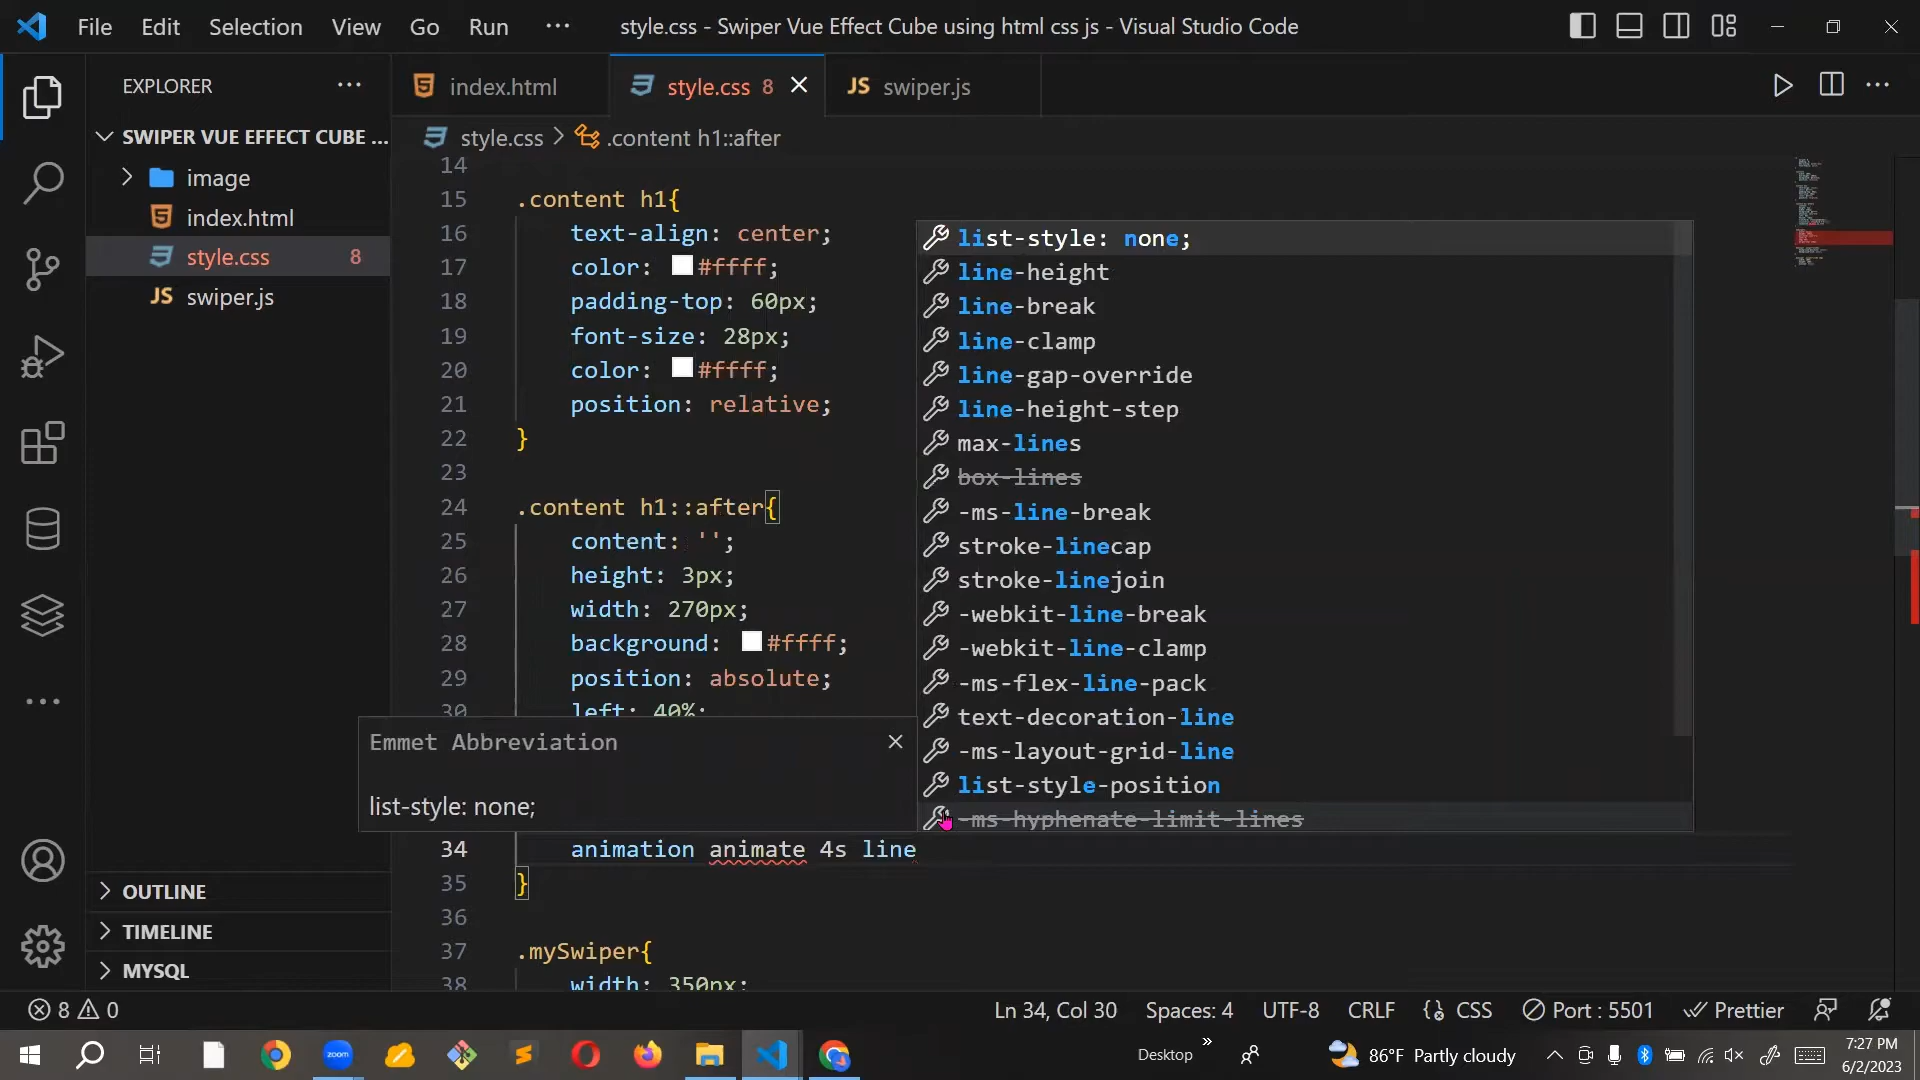 File Edit Selection View Go Run ··· style.css - Swiper Vue Effect Cube using html css js - Visual Studio Code
EXPLORER ···
index.html
style.css 8
JS swiper.js
SWIPER VUE EFFECT CUBE ...
image
index.html
style.css 8
JS swiper.js
style.css > .content h1::after
14
15 .content h1{
16 text-align: center;
17 color: #ffff;
18 padding-top: 60px;
19 font-size: 28px;
20 color: #ffff;
21 position: relative;
22 }
23
24 .content h1::after{
25 content: '';
26 height: 3px;
27 width: 270px;
28 background: #ffff;
29 position: absolute;
30 left: 40%;
34 animation animate 4s line
35 }
36
37 .mySwiper{
38 width: 350px;
list-style: none;
line-height
line-break
line-clamp
line-gap-override
line-height-step
max-lines
box-lines
-ms-line-break
stroke-linecap
stroke-linejoin
-webkit-line-break
-webkit-line-clamp
-ms-flex-line-pack
text-decoration-line
-ms-layout-grid-line
list-style-position
-ms-hyphenate-limit-lines
Emmet Abbreviation
list-style: none;
OUTLINE
TIMELINE
MYSQL
8 0 Ln 34, Col 30 Spaces: 4 UTF-8 CRLF {} CSS Port : 5501 Prettier
zoom
Desktop » 86°F Partly cloudy
7:27 PM
6/2/2023